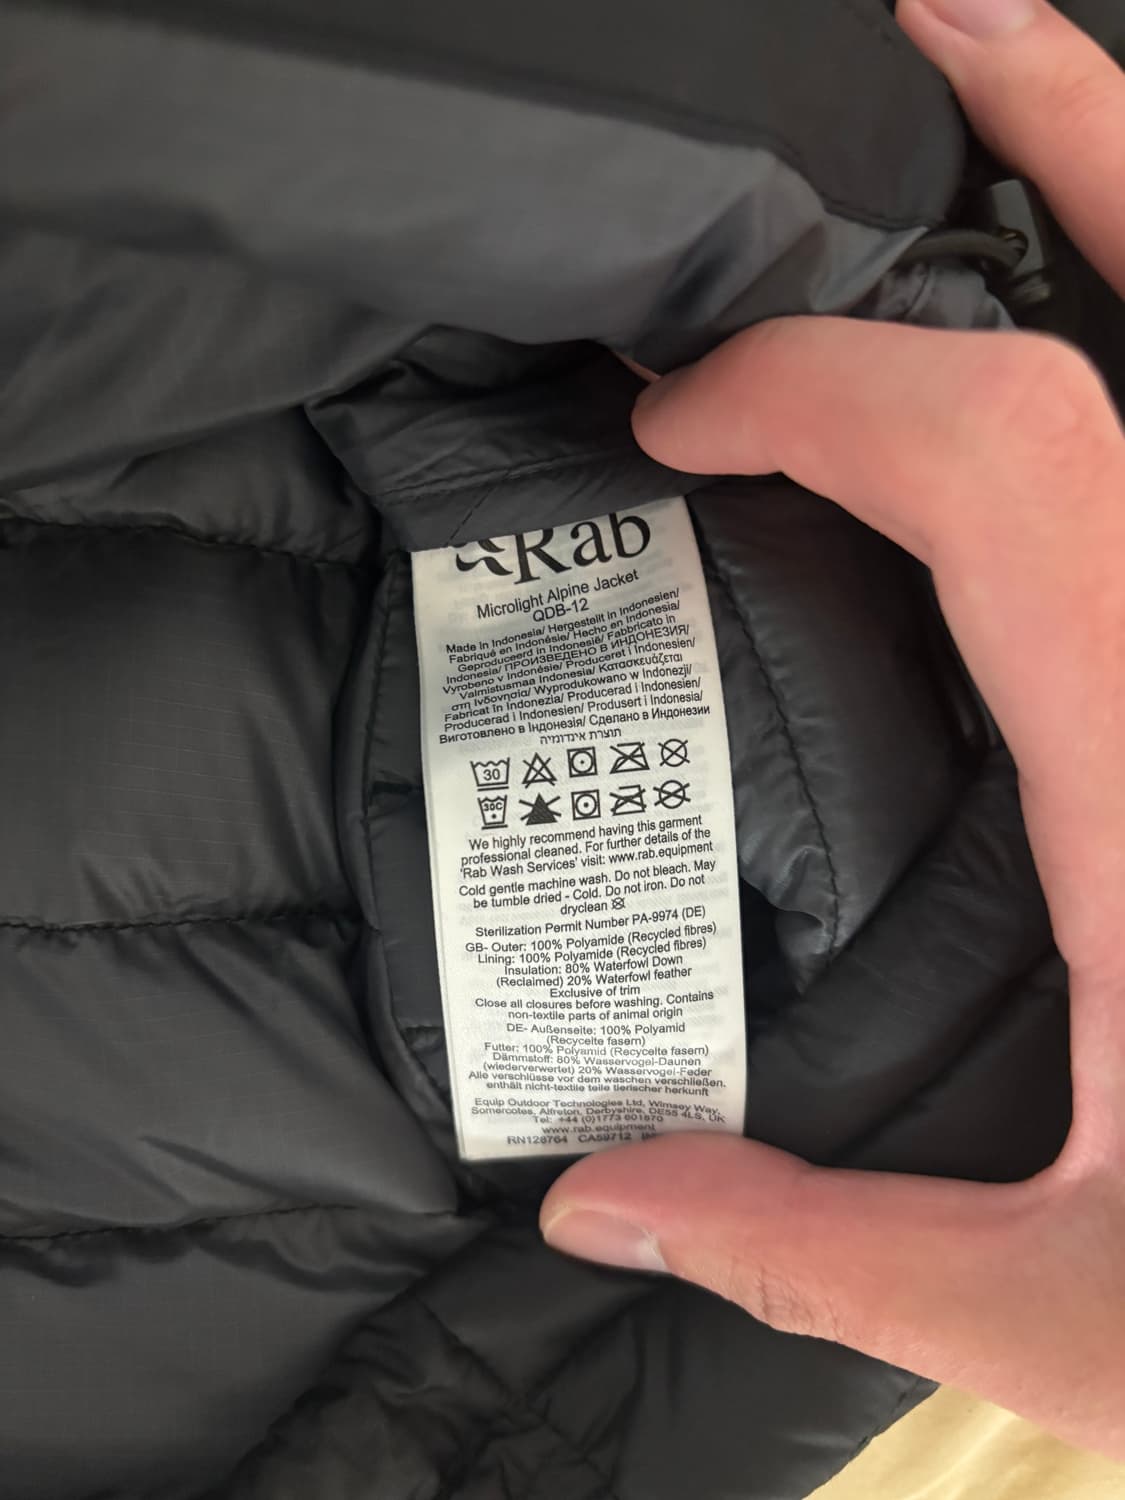 Rab
Microlight Alpine Jacket
QDB-12
Made in Indonesia/ Hergestellt in Indonesien/
Fabriqué en Indonésie/ Hecho en Indonesia/
Geproduceerd in Indonesië/ Fabbricato in
Indonesia/ ПРОИЗВЕДЕНО В ИНДОНЕЗИЯ/
Vyrobeno v Indonésie/ Produceret i Indonesien/
Valmistusmaa Indonesia/ Κατασκευάζεται
στη Ινδονησία/ Wyprodukowano w Indonezji/
Fabricat în Indonezia/ Producerad i Indonesien/
Producerad i Indonesien/ Produsert i Indonesia/
Виготовлено в Індонезія/ Сделано в Индонезии
תוצרת אינדונזיה
30
30C
We highly recommend having this garment
professional cleaned. For further details of the
'Rab Wash Services' visit: www.rab.equipment
Cold gentle machine wash. Do not bleach. May
be tumble dried - Cold. Do not iron. Do not
dryclean
Sterilization Permit Number PA-9974 (DE)
GB- Outer: 100% Polyamide (Recycled fibres)
Lining: 100% Polyamide (Recycled fibres)
Insulation: 80% Waterfowl Down
(Reclaimed) 20% Waterfowl feather
Exclusive of trim
Close all closures before washing. Contains
non-textile parts of animal origin
DE- Außenseite: 100% Polyamid
(Recycelte fasern)
Futter: 100% Polyamid (Recycelte fasern)
Dämmstoff: 80% Wasservogel-Daunen
(wiederverwertet) 20% Wasservogel-Feder
Alle verschlüsse vor dem waschen verschließen.
enthält nicht-textile teile tierischer herkunft
Equip Outdoor Technologies Ltd, Wimsey Way,
Somercotes, Alfreton, Derbyshire, DE55 4LS, UK
Tel: +44 (0)1773 601870
www.rab.equipment
RN128764 CA59712